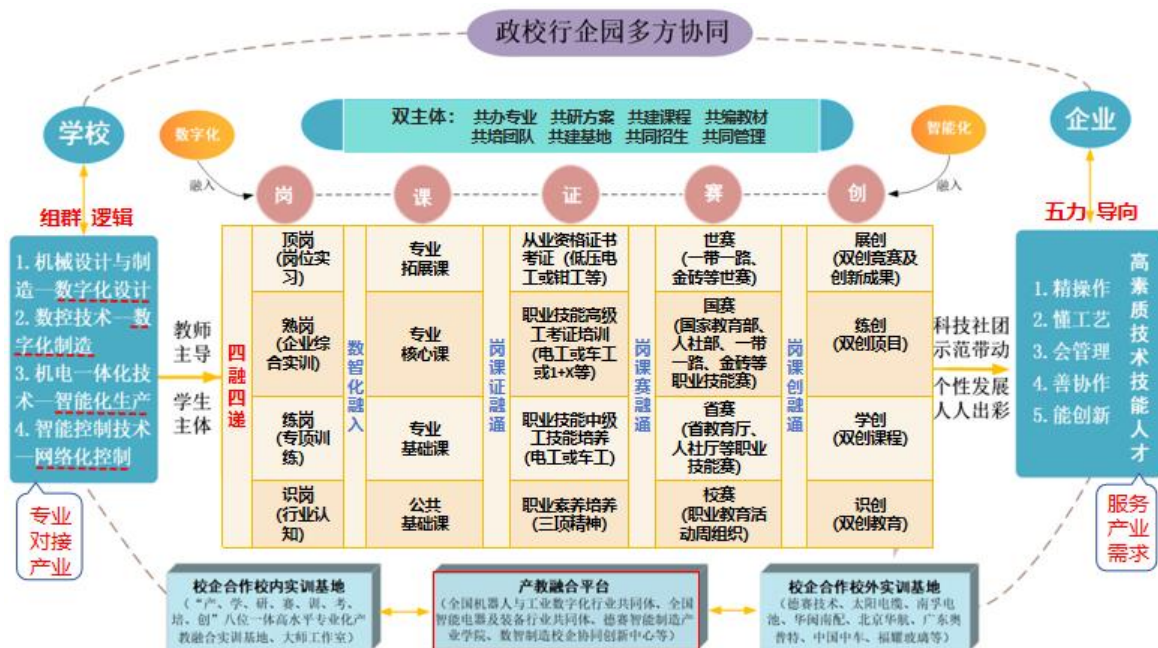 政校行企园多方协同
学校
数字化
融入
双主体： 共办专业 共研方案 共建课程 共编教材
共培团队 共建基地 共同招生 共同管理
智能化
融入
企业
岗
课
证
赛
创
组群 逻辑
1. 机械设计与制
造—数字化设计
2. 数控技术—数
字化制造
3. 机电一体化技
术—智能化生产
4. 智能控制技术
—网络化控制
专业
对接
产业
教师
主导
学生
主体
四融四递
顶岗
(岗位实
习)
熟岗
(企业综
合实训)
练岗
(专项训
练)
识岗
(行业认
知)
数智化融入
专业
拓展课
专业
核心课
专业
基础课
公共
基础课
岗课证融通
从业资格证书
考证（低压电
工或钳工等)
职业技能高级
工考证培训
(电工或车工
或1+X等)
职业技能中级
工技能培养
(电工或车工)
职业素养培养
(三项精神)
岗课赛融通
世赛
(一带一路、
金砖等世赛)
国赛
(国家教育部、
人社部、一带
一路、金砖等
职业技能赛)
省赛
(省教育厅、
人社厅等职业
技能赛)
校赛
(职业教育活
动周组织)
岗课创融通
展创
(双创竞赛及
创新成果)
练创
(双创项目)
学创
(双创课程)
识创
(双创教育)
科技社团
示范带动
个性发展
人人出彩
五力 导向
1. 精操作
2. 懂工艺
3. 会管理
4. 善协作
5. 能创新
高素质技术技能人才
服务
产业
需求
校企合作校内实训基地
（“产、学、研、赛、训、考、
培、创”八位一体高水平专业化产
教融合实训基地、大师工作室）
产教融合平台
（全国机器人与工业数字化行业共同体、全国
智能电器及装备行业共同体、德赛智能制造产
业学院、数智制造校企协同创新中心等）
校企合作校外实训基地
（德赛技术、太阳电缆、南孚电
池、华闽南配、北京华航、广东奥
普特、中国中车、福耀玻璃等）